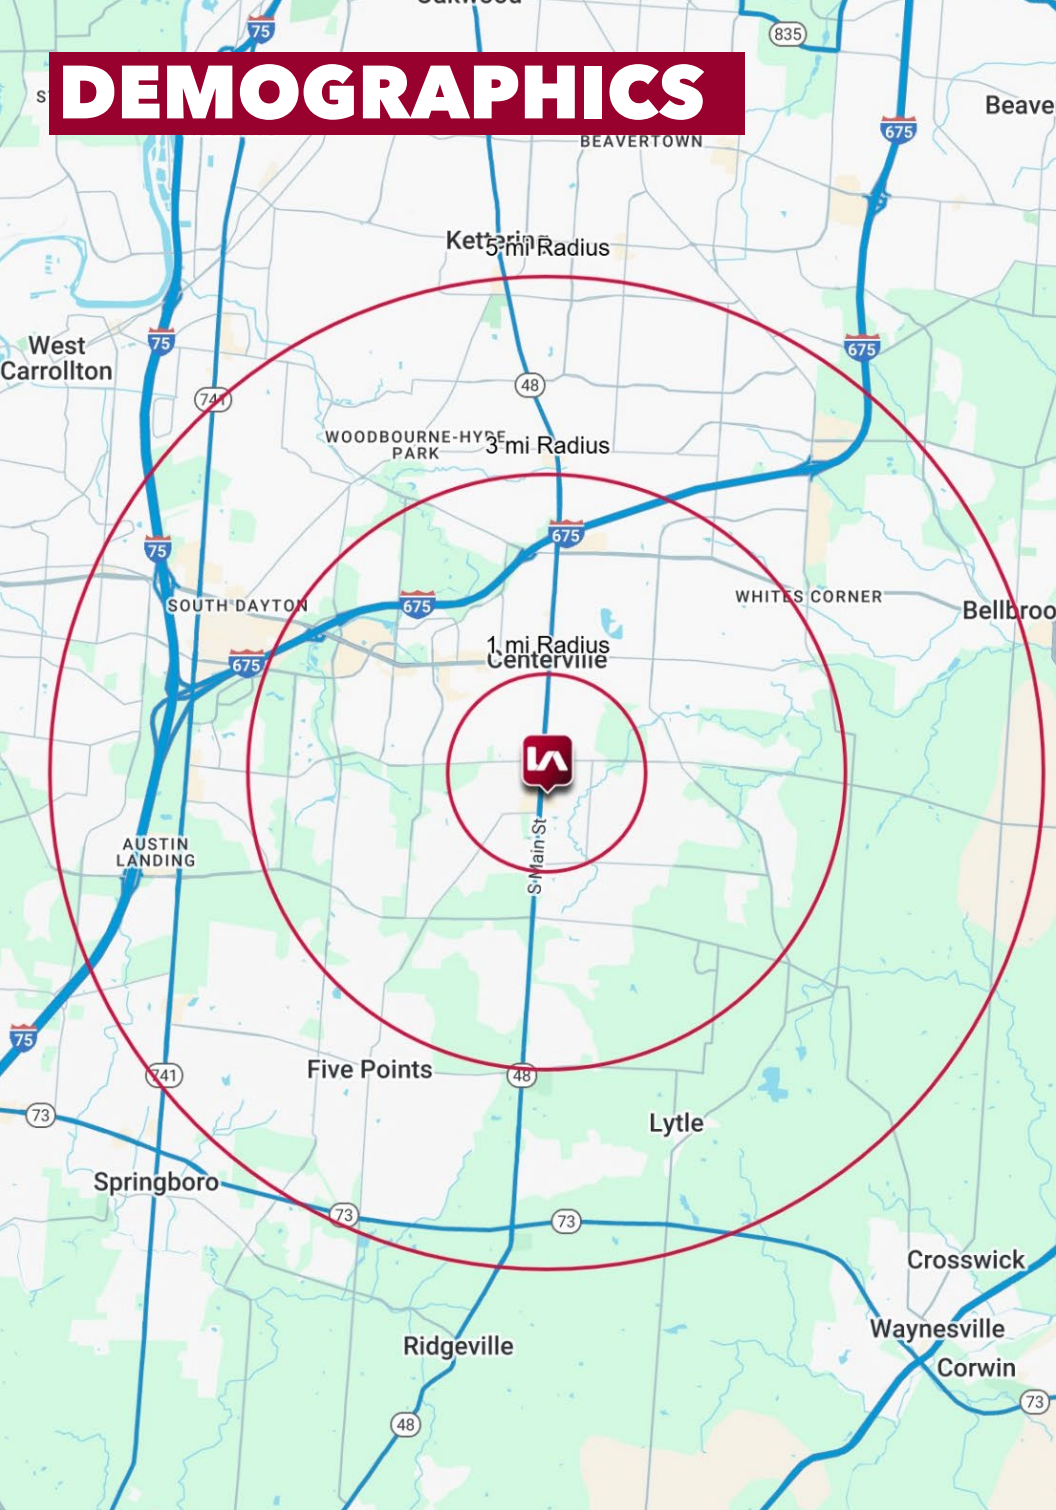 75
835
DEMOGRAPHICS
Beave
675
BEAVERTOWN
Kettering
5 mi Radius
75
West
Carrollton
675
48
741
WOODBOURNE-HYDE
PARK
3 mi Radius
675
75
SOUTH DAYTON
675
WHITES CORNER
Bellbroo
1 mi Radius
Centerville
675
S Main St
AUSTIN
LANDING
75
Five Points
741
48
73
Lytle
Springboro
73
73
Crosswick
Waynesville
Ridgeville
Corwin
73
48